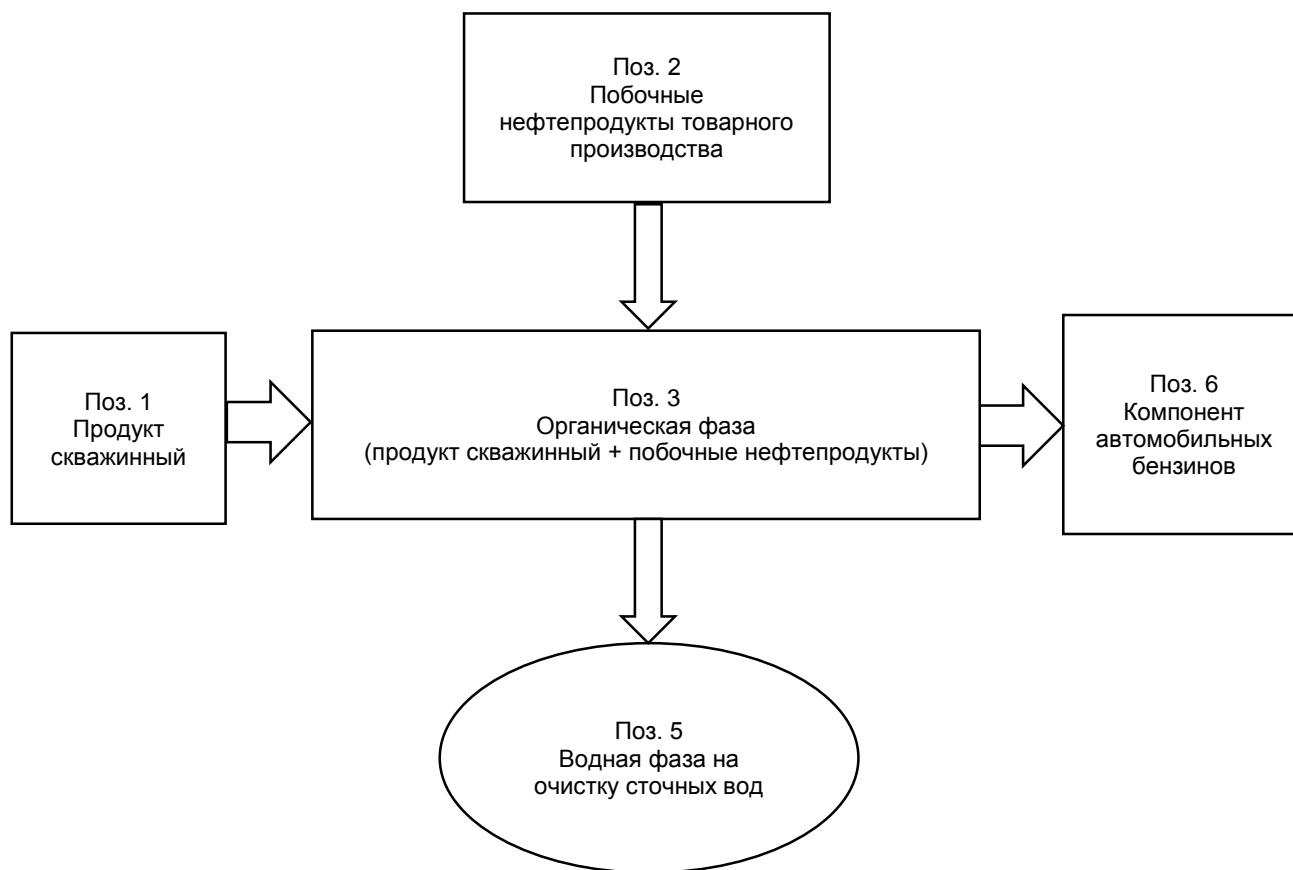 Поз. 2
Побочные
нефтепродукты товарного
производства
Поз. 1
Продукт
скважинный
Поз. 3
Органическая фаза
(продукт скважинный + побочные нефтепродукты)
Поз. 6
Компонент
автомобильных
бензинов
Поз. 5
Водная фаза на
очистку сточных вод